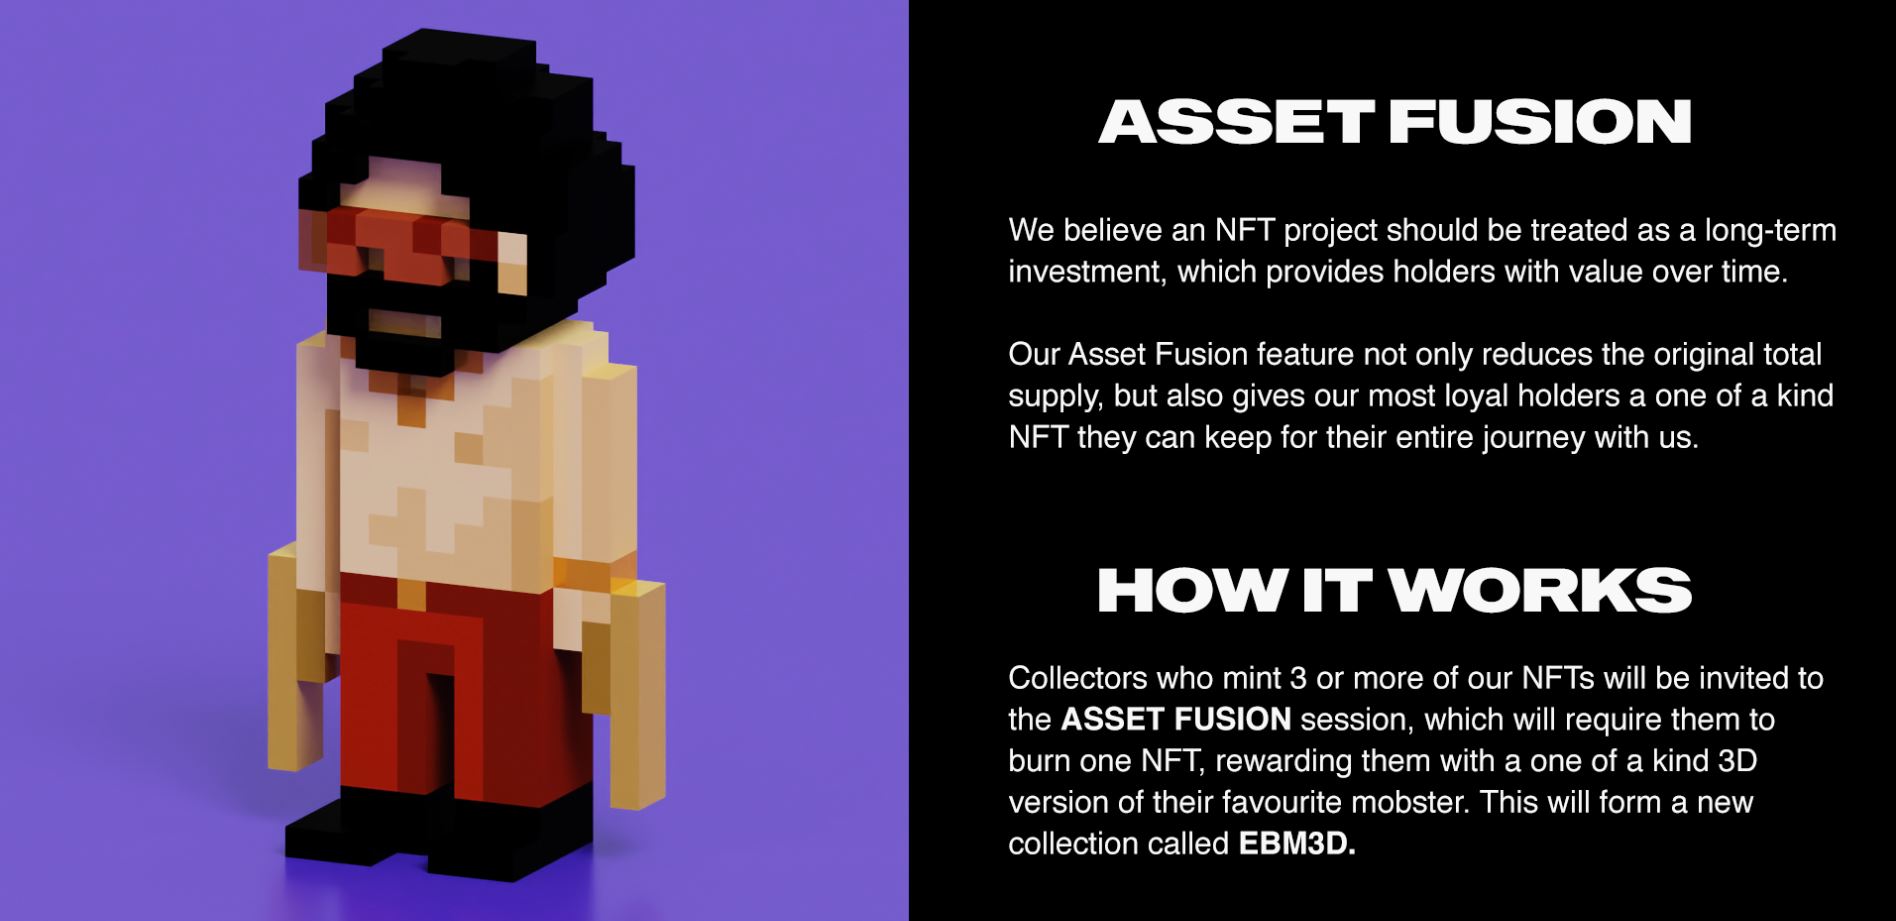 ASSET FUSION
We believe an NFT project should be treated as a long-term
investment, which provides holders with value over time.
Our Asset Fusion feature not only reduces the original total
supply, but also gives our most loyal holders a one of a kind
NFT they can keep for their entire journey with us.
HOW IT WORKS
Collectors who mint 3 or more of our NFTs will be invited to
the ASSET FUSION session, which will require them to
burn one NFT, rewarding them with a one of a kind 3D
version of their favourite mobster. This will form a new
collection called EBM3D.